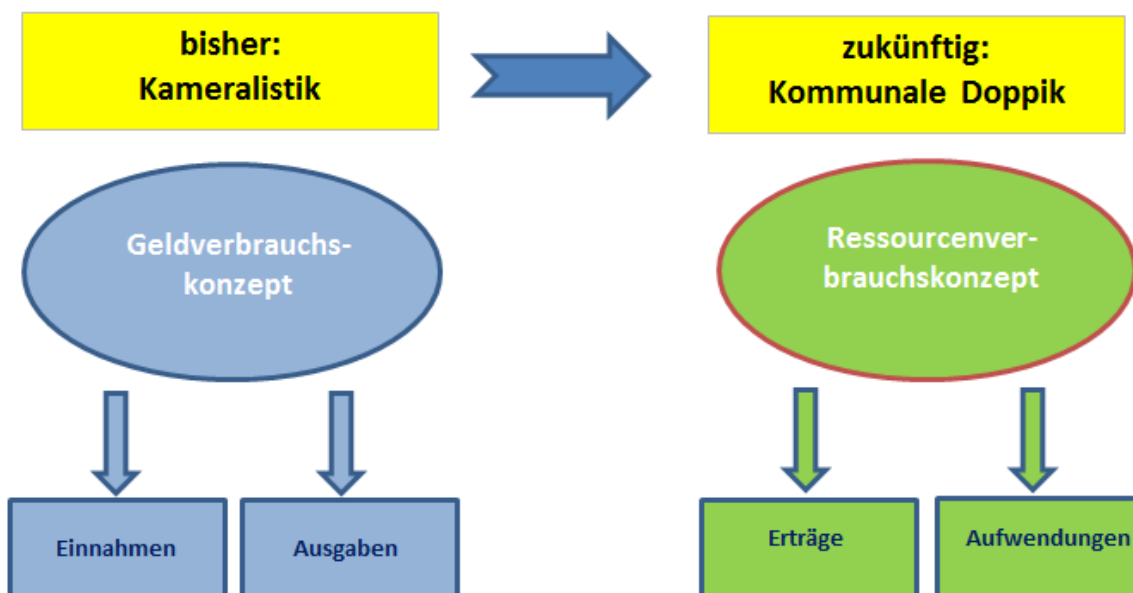 bisher:
Kameralistik
zukünftig:
Kommunale Doppik
Geldverbrauchs-
konzept
Ressourcenver-
brauchskonzept
Einnahmen
Ausgaben
Erträge
Aufwendungen